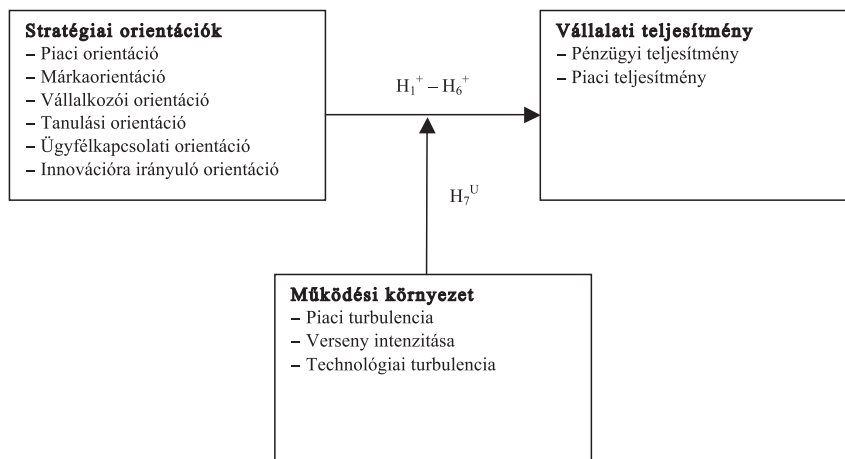 Stratégiai orientációk
– Piaci orientáció
– Márkaorientáció
– Vállalkozói orientáció
– Tanulási orientáció
– Ügyfélkapcsolati orientáció
– Innovációra irányuló orientáció
H₁⁺ – H₆⁺
Vállalati teljesítmény
– Pénzügyi teljesítmény
– Piaci teljesítmény
H₇ᵁ
Működési környezet
– Piaci turbulencia
– Verseny intenzitása
– Technológiai turbulencia